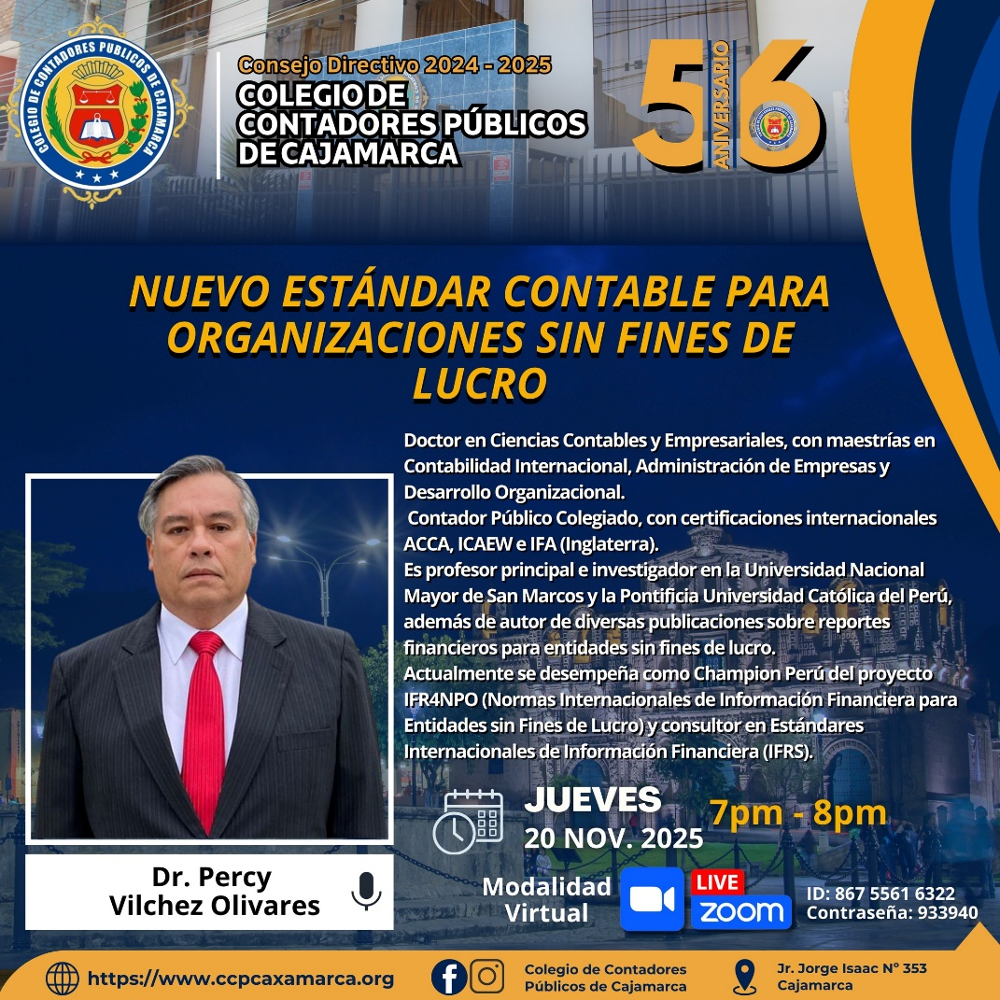 COLEGIO DE CONTADORES PUBLICOS DE CAJAMARCA
Consejo Directivo 2024 - 2025
COLEGIO DE
CONTADORES PÚBLICOS
DE CAJAMARCA
56
ANIVERSARIO
NUEVO ESTÁNDAR CONTABLE PARA
ORGANIZACIONES SIN FINES DE
LUCRO
Doctor en Ciencias Contables y Empresariales, con maestrías en
Contabilidad Internacional, Administración de Empresas y
Desarrollo Organizacional.
Contador Público Colegiado, con certificaciones internacionales
ACCA, ICAEW e IFA (Inglaterra).
Es profesor principal e investigador en la Universidad Nacional
Mayor de San Marcos y la Pontificia Universidad Católica del Perú,
además de autor de diversas publicaciones sobre reportes
financieros para entidades sin fines de lucro.
Actualmente se desempeña como Champion Perú del proyecto
IFR4NPO (Normas Internacionales de Información Financiera para
Entidades sin Fines de Lucro) y consultor en Estándares
Internacionales de Información Financiera (IFRS).
JUEVES
20 NOV. 2025
7pm - 8pm
Dr. Percy
Vilchez Olivares
Modalidad
Virtual
LIVE
zoom
ID: 867 5561 6322
Contraseña: 933940
https://www.ccpcaxamarca.org
Colegio de Contadores
Públicos de Cajamarca
Jr. Jorge Isaac N° 353
Cajamarca